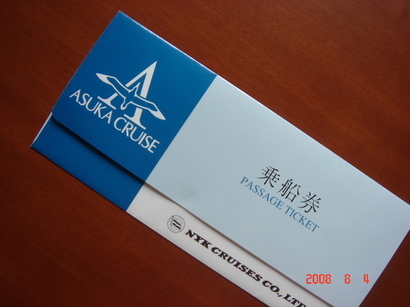 ASUKA CRUISE
乗船券
PASSAGE TICKET
NYK CRUISES CO., LTD
2008 8 4